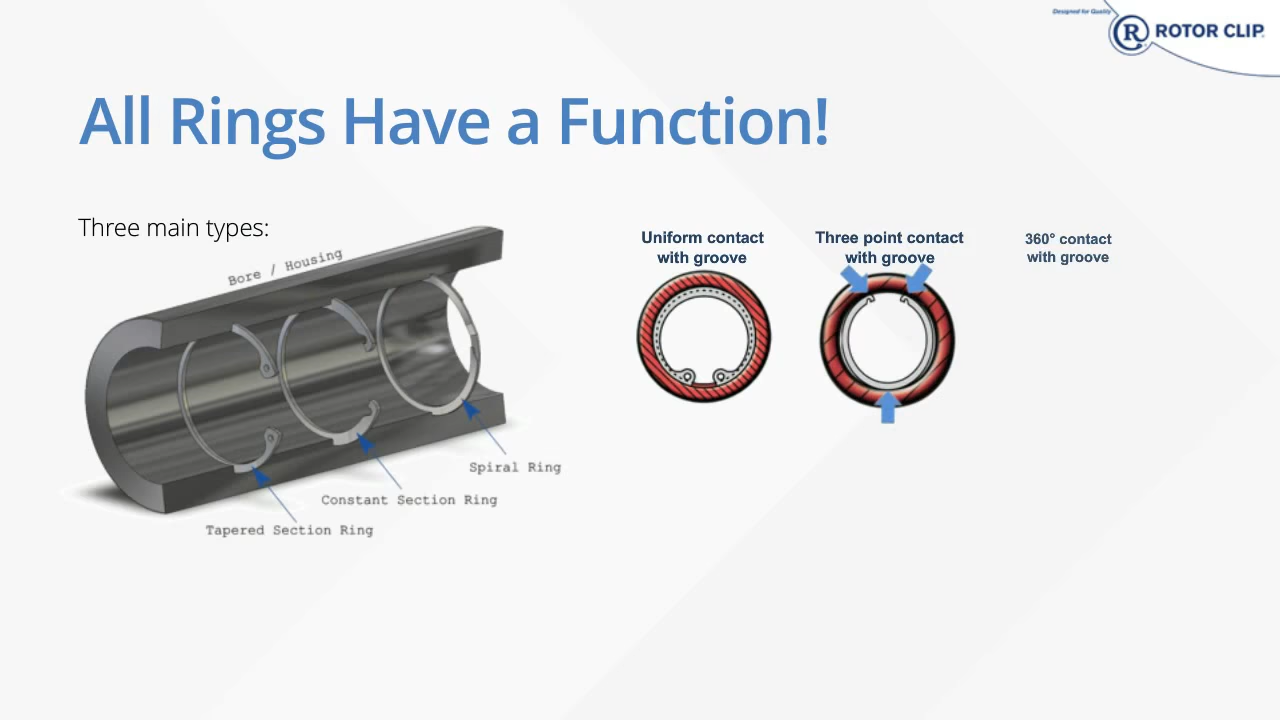 Designed for Quality
R ROTOR CLIP
All Rings Have a Function!
Three main types:
Bore / Housing
Uniform contact
with groove
Three point contact
with groove
360° contact
with groove
Spiral Ring
Constant Section Ring
Tapered Section Ring